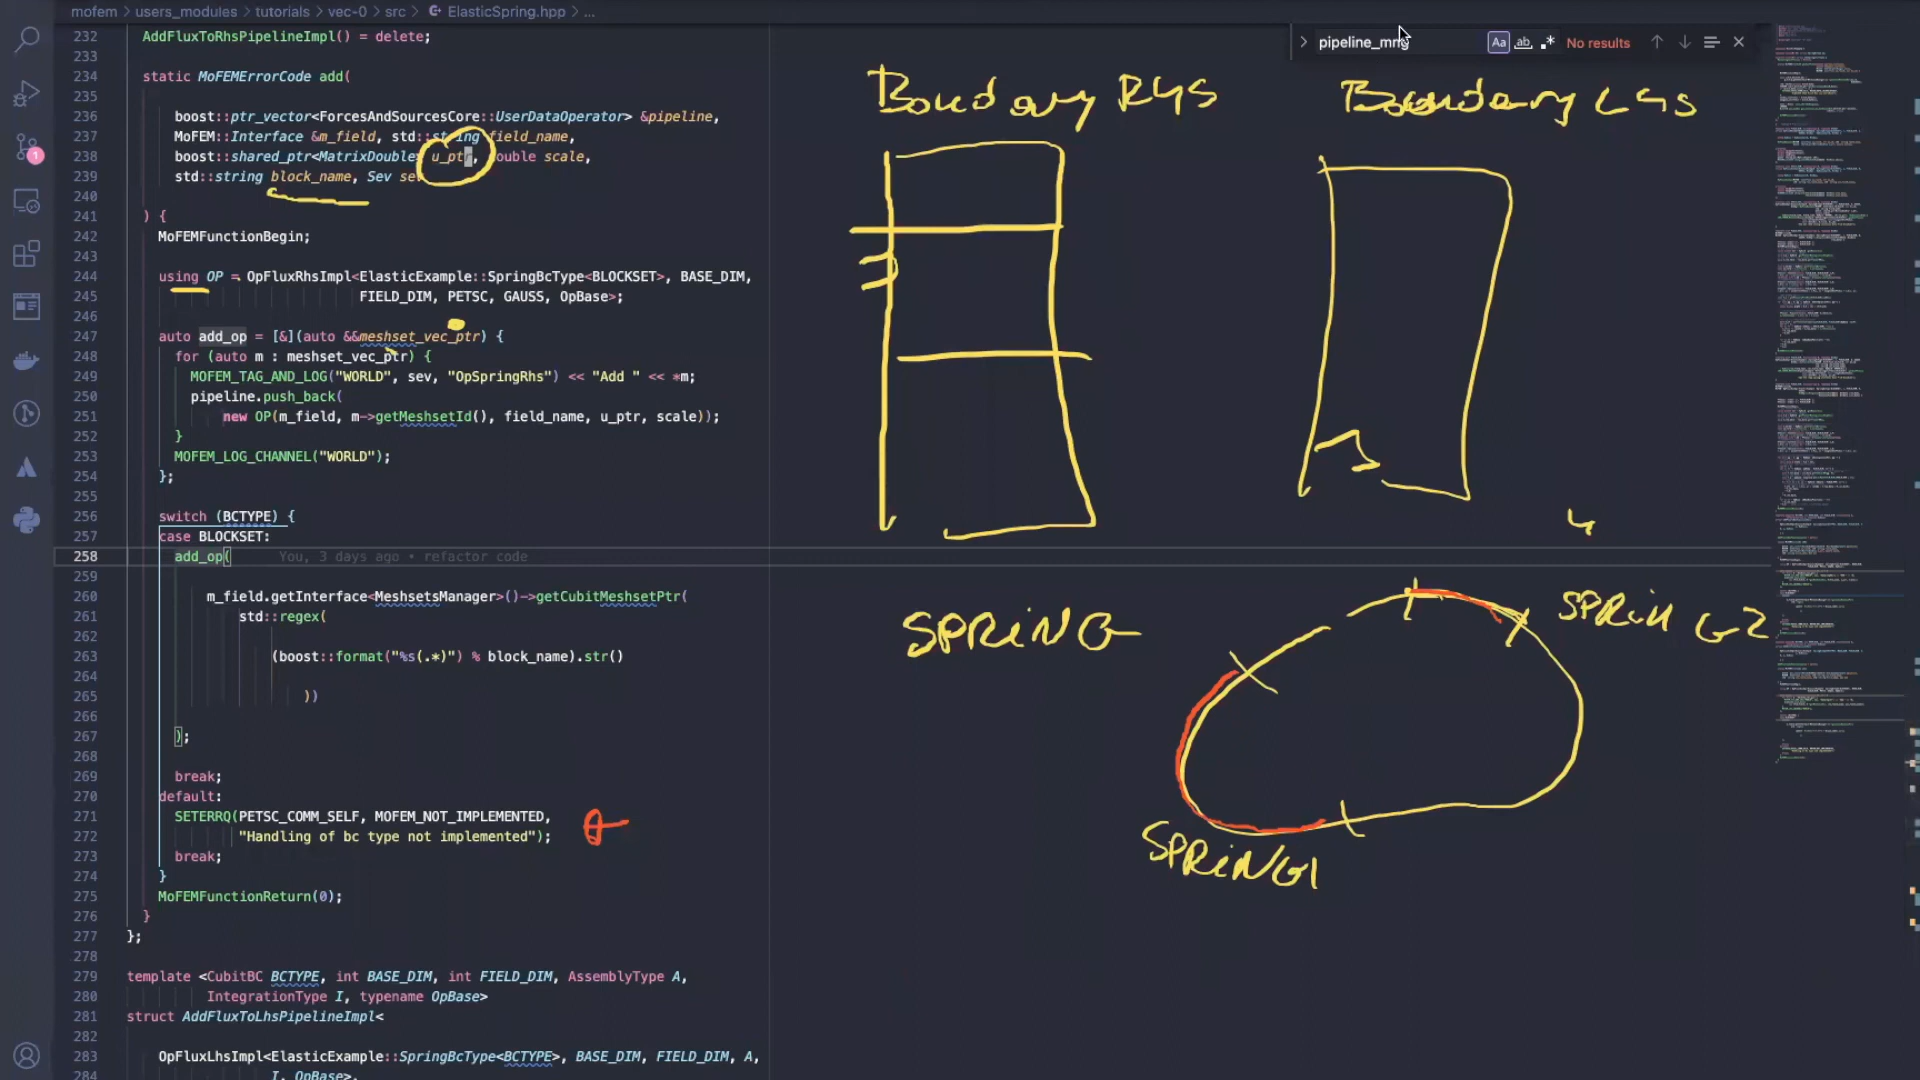 mofem > users_modules > tutorials > vec-0 > src > ElasticSpring.hpp > ...
pipeline_mng
Aa ab .* No results
232 AddFluxToRhsPipelineImpl() = delete;
233
234 static MoFEMErrorCode add(
235
236 boost::ptr_vector<ForcesAndSourcesCore::UserDataOperator> &pipeline,
237 MoFEM::Interface &m_field, std::string field_name,
238 boost::shared_ptr<MatrixDouble> u_ptr, double scale,
239 std::string block_name, Sev se
240
241 ) {
242 MoFEMFunctionBegin;
243
244 using OP = OpFluxRhsImpl<ElasticExample::SpringBcType<BLOCKSET>, BASE_DIM,
245 FIELD_DIM, PETSC, GAUSS, OpBase>;
246
247 auto add_op = [&](auto &&meshset_vec_ptr) {
248 for (auto m : meshset_vec_ptr) {
249 MOFEM_TAG_AND_LOG("WORLD", sev, "OpSpringRhs") << "Add " << *m;
250 pipeline.push_back(
251 new OP(m_field, m->getMeshsetId(), field_name, u_ptr, scale));
252 }
253 MOFEM_LOG_CHANNEL("WORLD");
254 };
255
256 switch (BCTYPE) {
257 case BLOCKSET:
258 add_op( You, 3 days ago • refactor code
259
260 m_field.getInterface<MeshsetsManager>()->getCubitMeshsetPtr(
261 std::regex(
262
263 (boost::format("%s(.*)") % block_name).str()
264
265 ))
266
267 );
268
269 break;
270 default:
271 SETERRQ(PETSC_COMM_SELF, MOFEM_NOT_IMPLEMENTED,
272 "Handling of bc type not implemented");
273 break;
274 }
275 MoFEMFunctionReturn(0);
276 }
277 };
278
279 template <CubitBC BCTYPE, int BASE_DIM, int FIELD_DIM, AssemblyType A,
280 IntegrationType I, typename OpBase>
281 struct AddFluxToLhsPipelineImpl<
282
283 OpFluxLhsImpl<ElasticExample::SpringBcType<BCTYPE>, BASE_DIM, FIELD_DIM, A,
284 I, OpBase>,
1
Boundary RHS
Boundary LHS
SPRING
SPRING2
SPRING1